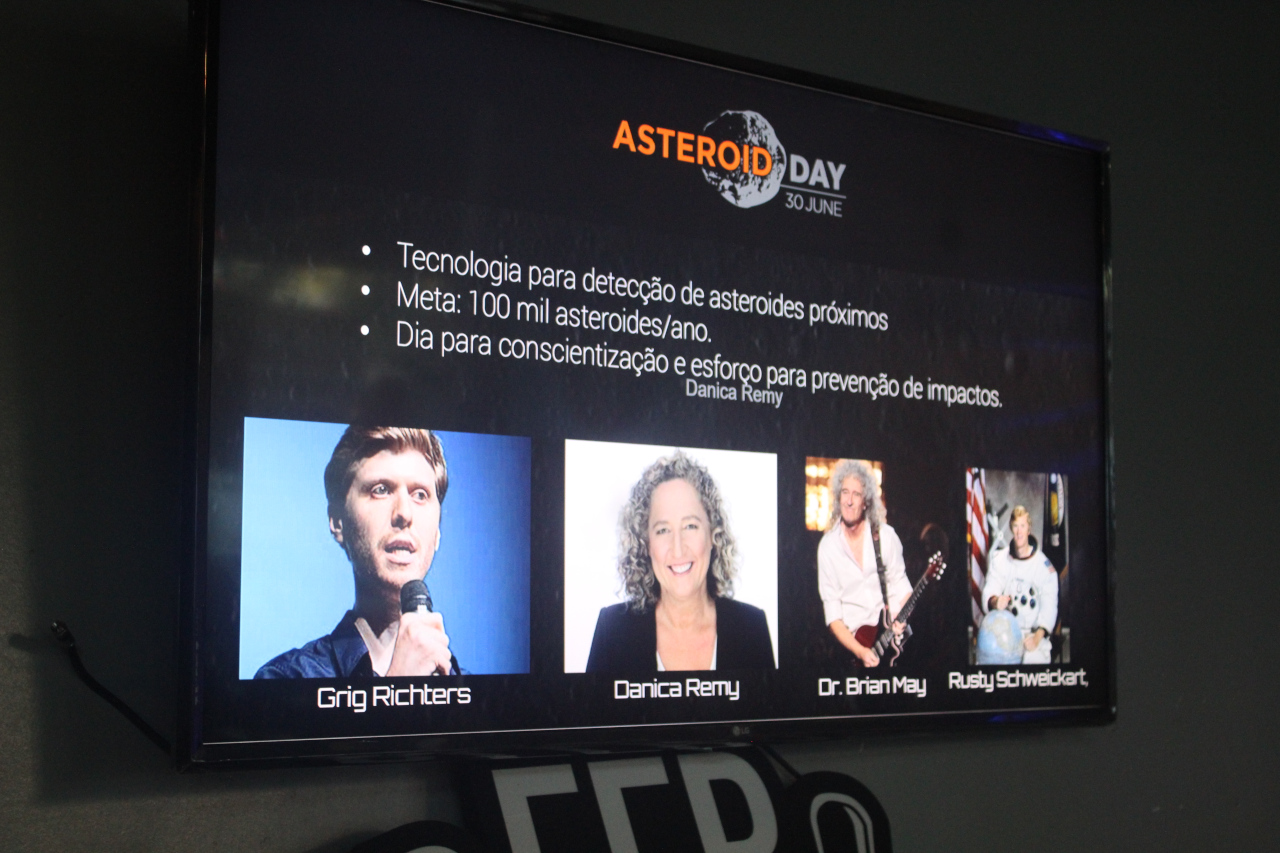 ASTEROID DAY
30 JUNE
• Tecnologia para detecção de asteroides próximos
• Meta: 100 mil asteroides/ano.
• Dia para conscientização e esforço para prevenção de impactos.
Danica Remy
Grig Richters
Danica Remy
Dr. Brian May
Rusty Schweickart,
LG